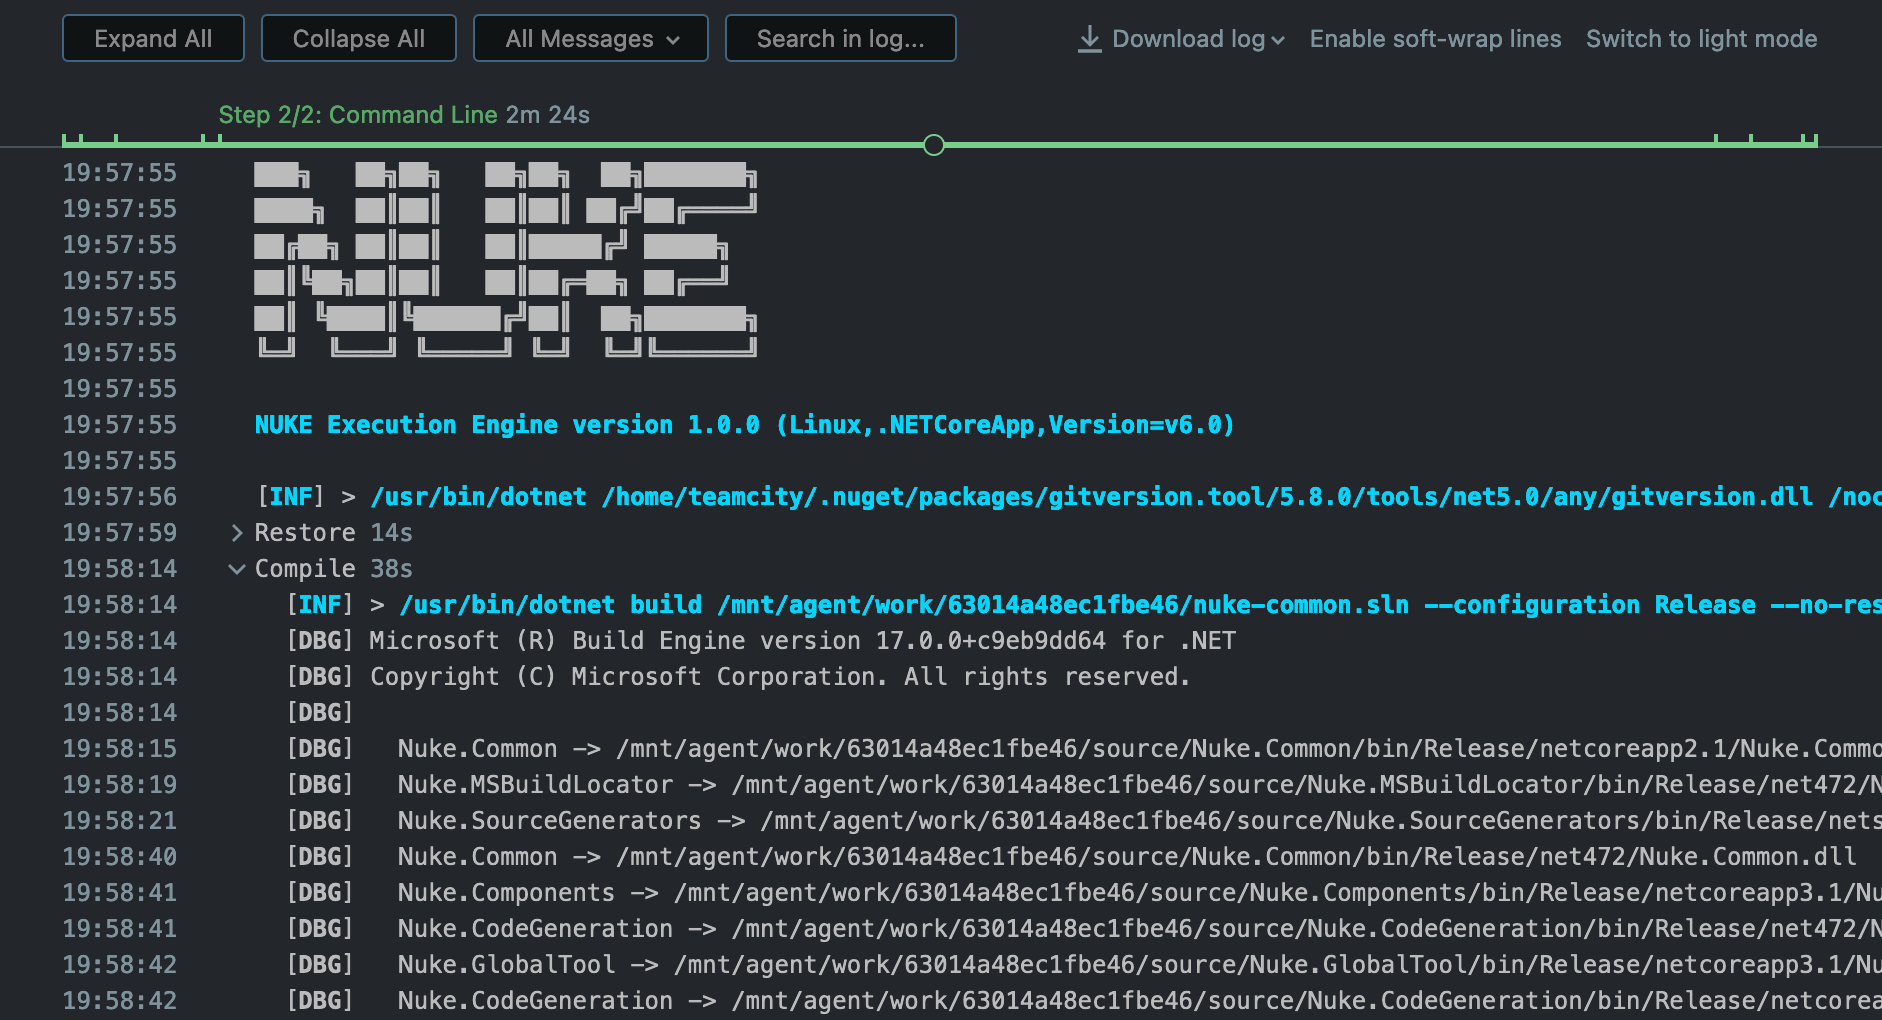 Expand All Collapse All All Messages Search in log... Download log Enable soft-wrap lines Switch to light mode
Step 2/2: Command Line 2m 24s
19:57:55 ███╗   ██╗██╗   ██╗██╗  ██╗███████╗
19:57:55 ████╗  ██║██║   ██║██║ ██╔╝██╔════╝
19:57:55 ██╔██╗ ██║██║   ██║█████╔╝ █████╗
19:57:55 ██║╚██╗██║██║   ██║██╔═██╗ ██╔══╝
19:57:55 ██║ ╚████║╚██████╔╝██║  ██╗███████╗
19:57:55 ╚═╝  ╚═══╝ ╚═════╝ ╚═╝  ╚═╝╚══════╝
19:57:55
19:57:55 NUKE Execution Engine version 1.0.0 (Linux,.NETCoreApp,Version=v6.0)
19:57:55
19:57:56 [INF] > /usr/bin/dotnet /home/teamcity/.nuget/packages/gitversion.tool/5.8.0/tools/net5.0/any/gitversion.dll /noc
19:57:59 Restore 14s
19:58:14 Compile 38s
19:58:14 [INF] > /usr/bin/dotnet build /mnt/agent/work/63014a48ec1fbe46/nuke-common.sln --configuration Release --no-res
19:58:14 [DBG] Microsoft (R) Build Engine version 17.0.0+c9eb9dd64 for .NET
19:58:14 [DBG] Copyright (C) Microsoft Corporation. All rights reserved.
19:58:14 [DBG]
19:58:15 [DBG]   Nuke.Common -> /mnt/agent/work/63014a48ec1fbe46/source/Nuke.Common/bin/Release/netcoreapp2.1/Nuke.Commo
19:58:19 [DBG]   Nuke.MSBuildLocator -> /mnt/agent/work/63014a48ec1fbe46/source/Nuke.MSBuildLocator/bin/Release/net472/N
19:58:21 [DBG]   Nuke.SourceGenerators -> /mnt/agent/work/63014a48ec1fbe46/source/Nuke.SourceGenerators/bin/Release/nets
19:58:40 [DBG]   Nuke.Common -> /mnt/agent/work/63014a48ec1fbe46/source/Nuke.Common/bin/Release/net472/Nuke.Common.dll
19:58:41 [DBG]   Nuke.Components -> /mnt/agent/work/63014a48ec1fbe46/source/Nuke.Components/bin/Release/netcoreapp3.1/Nu
19:58:41 [DBG]   Nuke.CodeGeneration -> /mnt/agent/work/63014a48ec1fbe46/source/Nuke.CodeGeneration/bin/Release/net472/N
19:58:42 [DBG]   Nuke.GlobalTool -> /mnt/agent/work/63014a48ec1fbe46/source/Nuke.GlobalTool/bin/Release/netcoreapp3.1/Nu
19:58:42 [DBG]   Nuke.CodeGeneration -> /mnt/agent/work/63014a48ec1fbe46/source/Nuke.CodeGeneration/bin/Release/netcorea